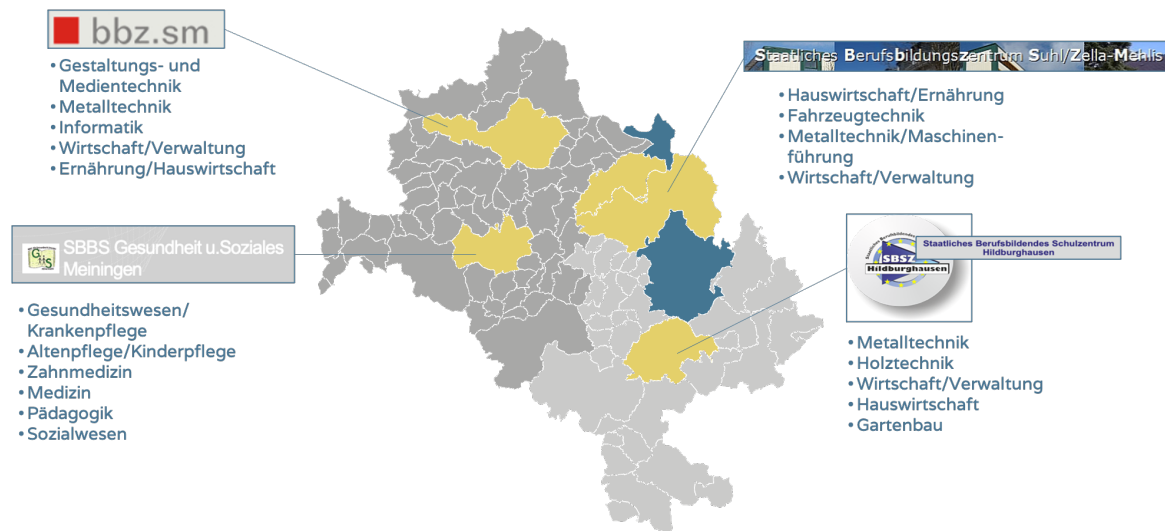 bbz.sm
• Gestaltungs- und
Medientechnik
• Metalltechnik
• Informatik
• Wirtschaft/Verwaltung
• Ernährung/Hauswirtschaft
Staatliches Berufsbildungszentrum Suhl/Zella-Mehlis
• Hauswirtschaft/Ernährung
• Fahrzeugtechnik
• Metalltechnik/Maschinen-
führung
• Wirtschaft/Verwaltung
GHS
SBBS Gesundheit u.Soziales
Meiningen
• Gesundheitswesen/
Krankenpflege
• Altenpflege/Kinderpflege
• Zahnmedizin
• Medizin
• Pädagogik
• Sozialwesen
SBSZ
Hildburghausen
Staatliches Berufsbildendes Schulzentrum
Hildburghausen
• Metalltechnik
• Holztechnik
• Wirtschaft/Verwaltung
• Hauswirtschaft
• Gartenbau